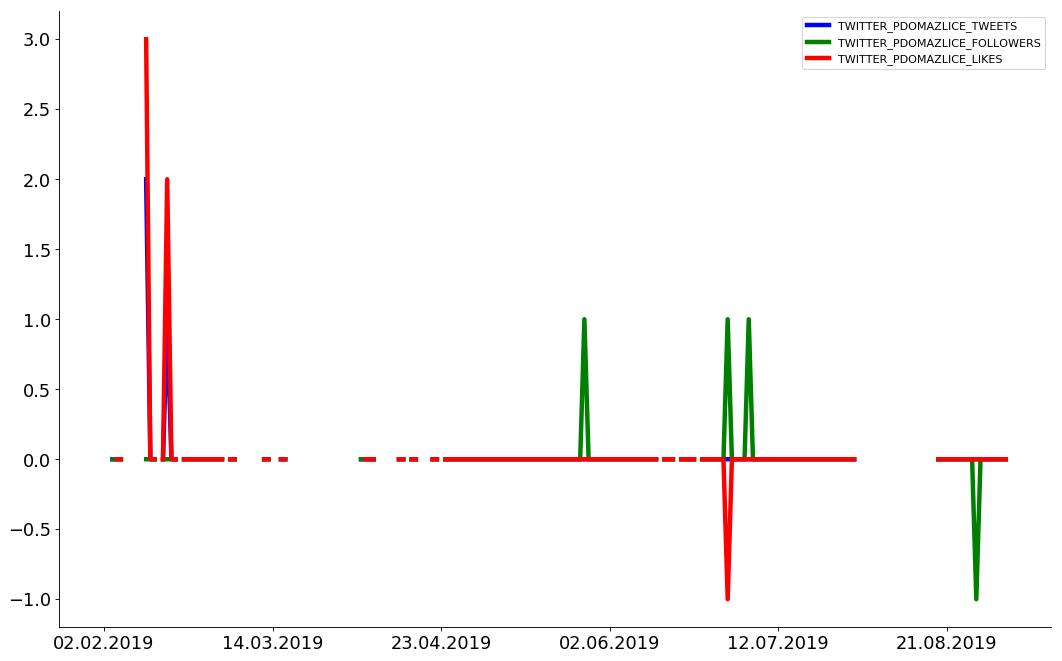 TWITTER_PDOMAZLICE_TWEETS
TWITTER_PDOMAZLICE_FOLLOWERS
TWITTER_PDOMAZLICE_LIKES
3.0
2.5
2.0
1.5
1.0
0.5
0.0
−0.5
−1.0
02.02.2019 14.03.2019 23.04.2019 02.06.2019 12.07.2019 21.08.2019